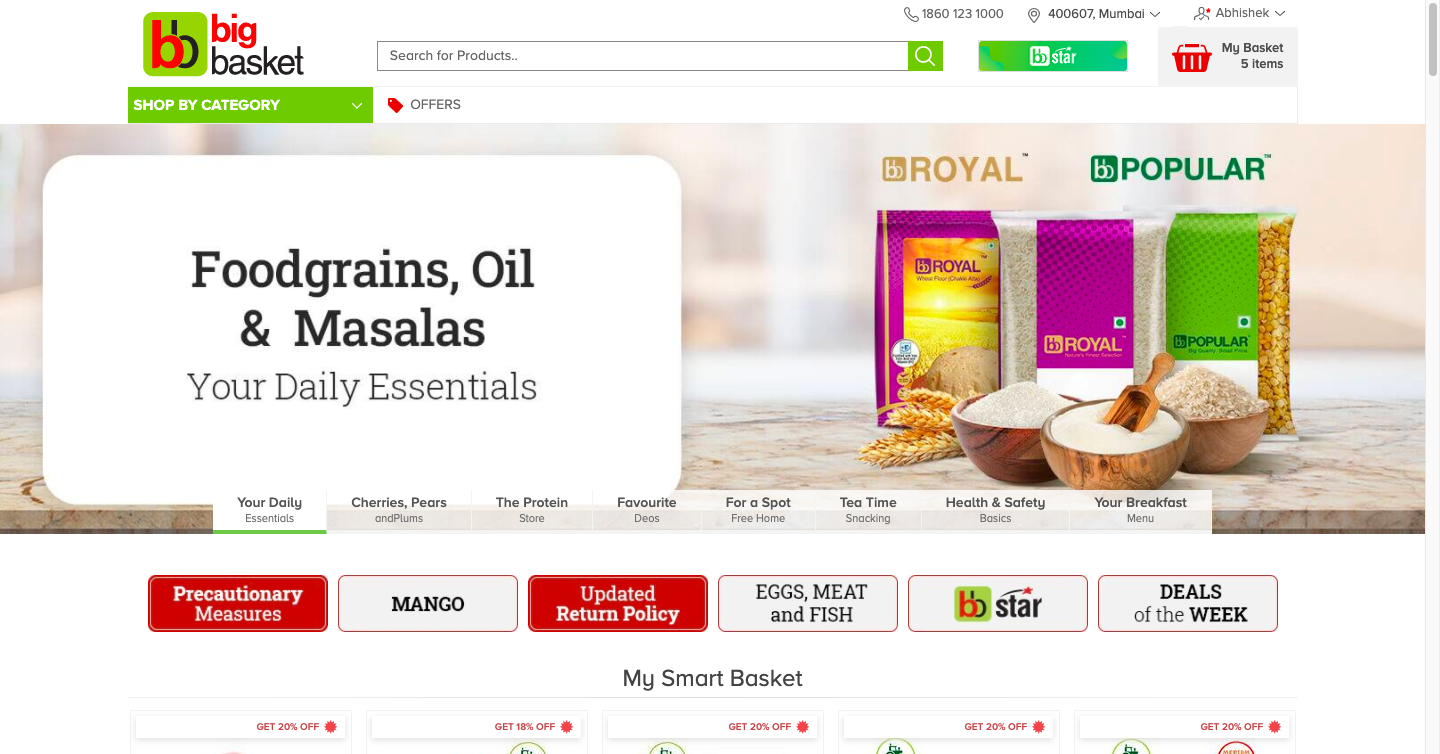 bb big
basket
1860 123 1000
400607, Mumbai
Abhishek
Search for Products..
bb star
My Basket
5 items
SHOP BY CATEGORY
OFFERS
bb ROYAL™
bb POPULAR™
Foodgrains, Oil
& Masalas
Your Daily Essentials
bb ROYAL™
Wheat Flour (Chakki Atta)
bb ROYAL™
Nature's Finest Selection
bb POPULAR™
Big Quality. Small Price.
Your Daily
Essentials
Cherries, Pears
andPlums
The Protein
Store
Favourite
Deos
For a Spot
Free Home
Tea Time
Snacking
Health & Safety
Basics
Your Breakfast
Menu
Precautionary
Measures
MANGO
Updated
Return Policy
EGGS, MEAT
and FISH
bb star
DEALS
of the WEEK
My Smart Basket
GET 20% OFF
GET 18% OFF
GET 20% OFF
GET 20% OFF
GET 20% OFF